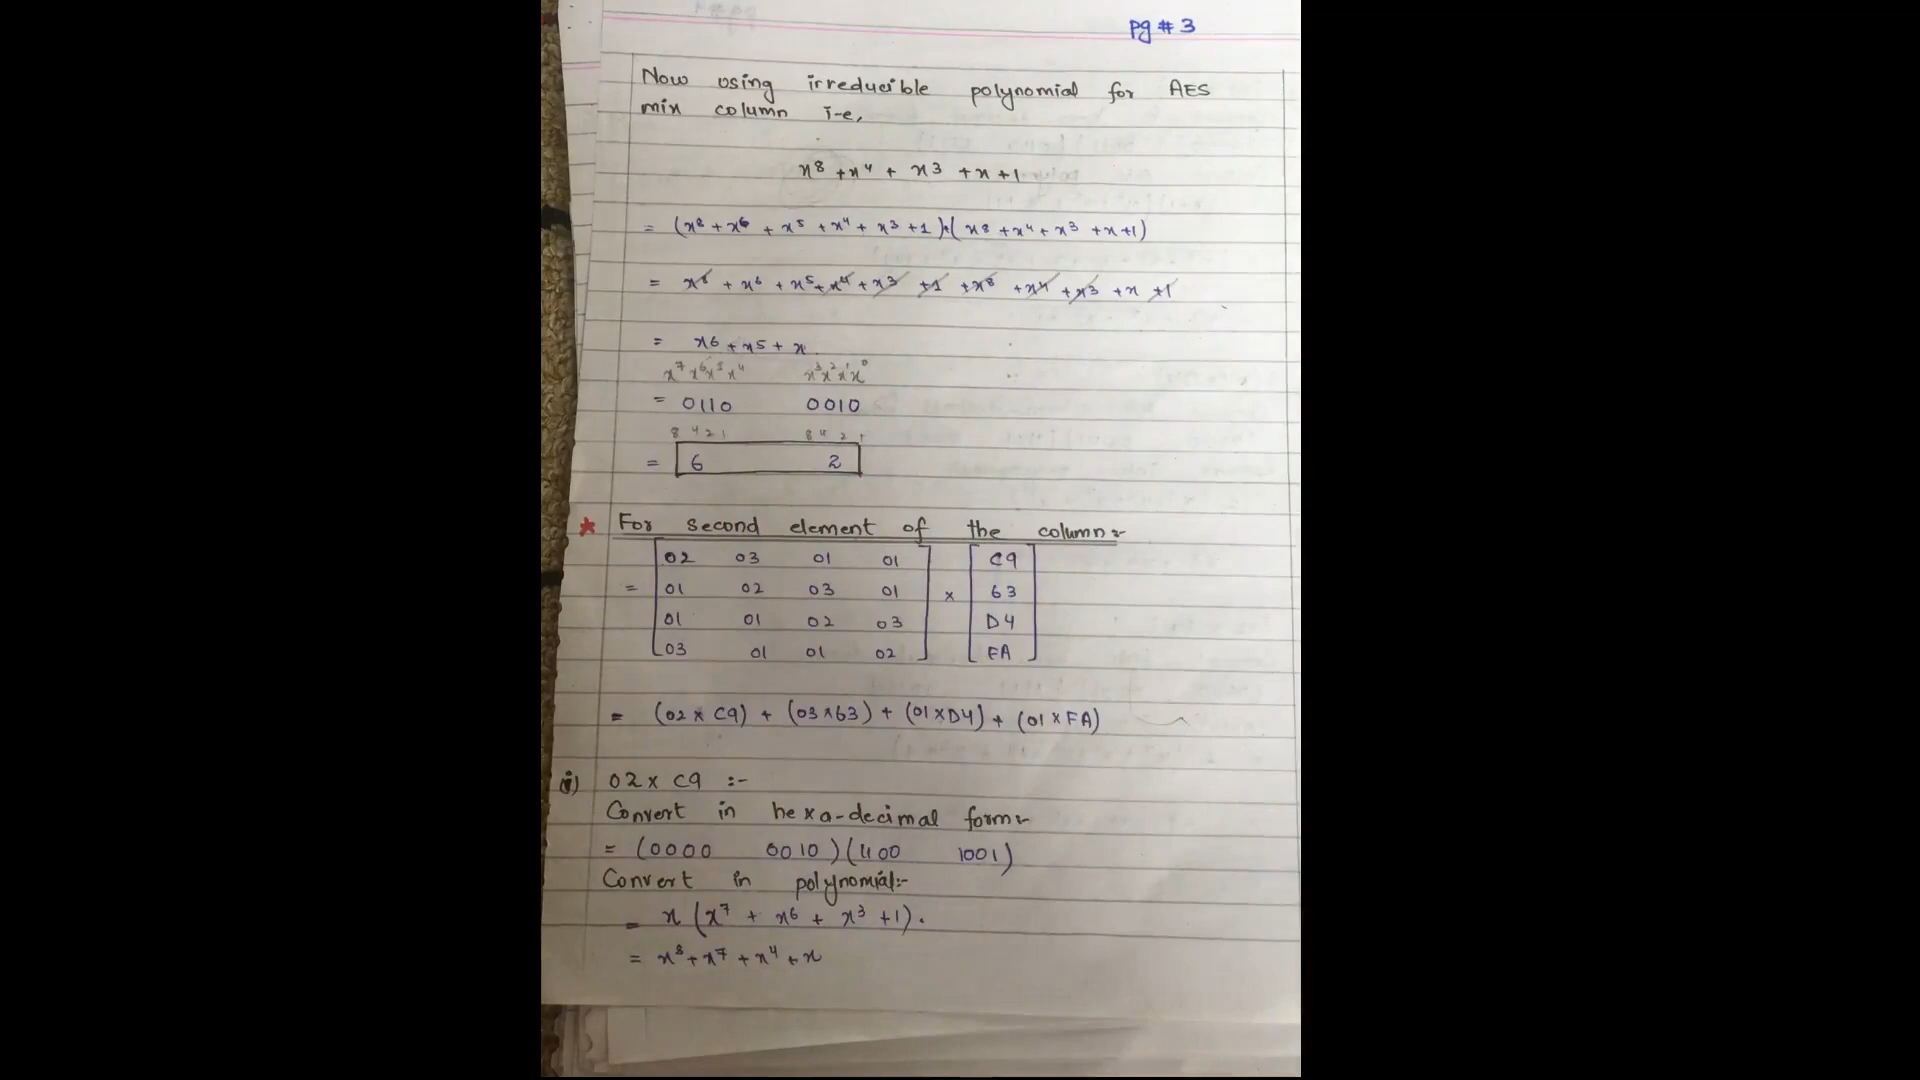 pg # 3
Now using irreducible polynomial for AES
mix column i-e,
x⁸ + x⁴ + x³ + x + 1
= (x⁸ + x⁶ + x⁵ + x⁴ + x³ + 1) + (x⁸ + x⁴ + x³ + x + 1)
= x⁸ + x⁶ + x⁵ + x⁴ + x³ + 1 + x⁸ + x⁴ + x³ + x + 1
= x⁶ + x⁵ + x
x⁷ x⁶ x⁵ x⁴ x³ x² x¹ x⁰
= 0110 0010
8 4 2 1 8 4 2 1
= 6 2
* For second element of the column:-
02 03 01 01 C9
= 01 02 03 01 x 63
01 01 02 03 D4
03 01 01 02 FA
= (02 x C9) + (03 x 63) + (01 x D4) + (01 x FA)
(i) 02 x C9 :-
Convert in hexa-decimal form:-
= (0000 0010)(1100 1001)
Convert in polynomial:-
= x (x⁷ + x⁶ + x³ + 1).
= x⁸ + x⁷ + x⁴ + x